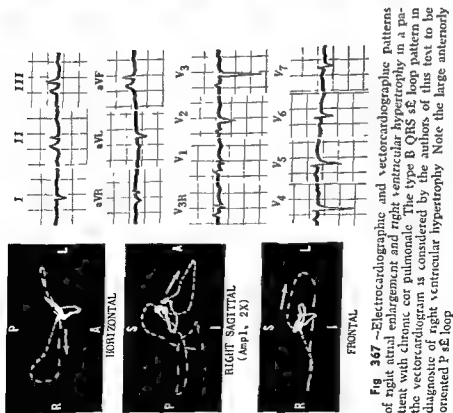 I II III
aVR aVL aVF
V3R V1 V2 V3
V4 V5 V6 V7
P
R L
A
HORIZONTAL
S
P A
I
RIGHT SAGITTAL
(Ampl. 2X)
S
R L
I
FRONTAL
Fig 367 –Electrocardiographic and vectorcardiographic patterns
of right atrial enlargement and right ventricular hypertrophy in a pa-
tient with chronic cor pulmonale The type B QRS sÊ loop pattern in
the vectorcardiogram is considered by the authors of this text to be
diagnostic of right ventricular hypertrophy Note the large anteriorly
oriented P sÊ loop